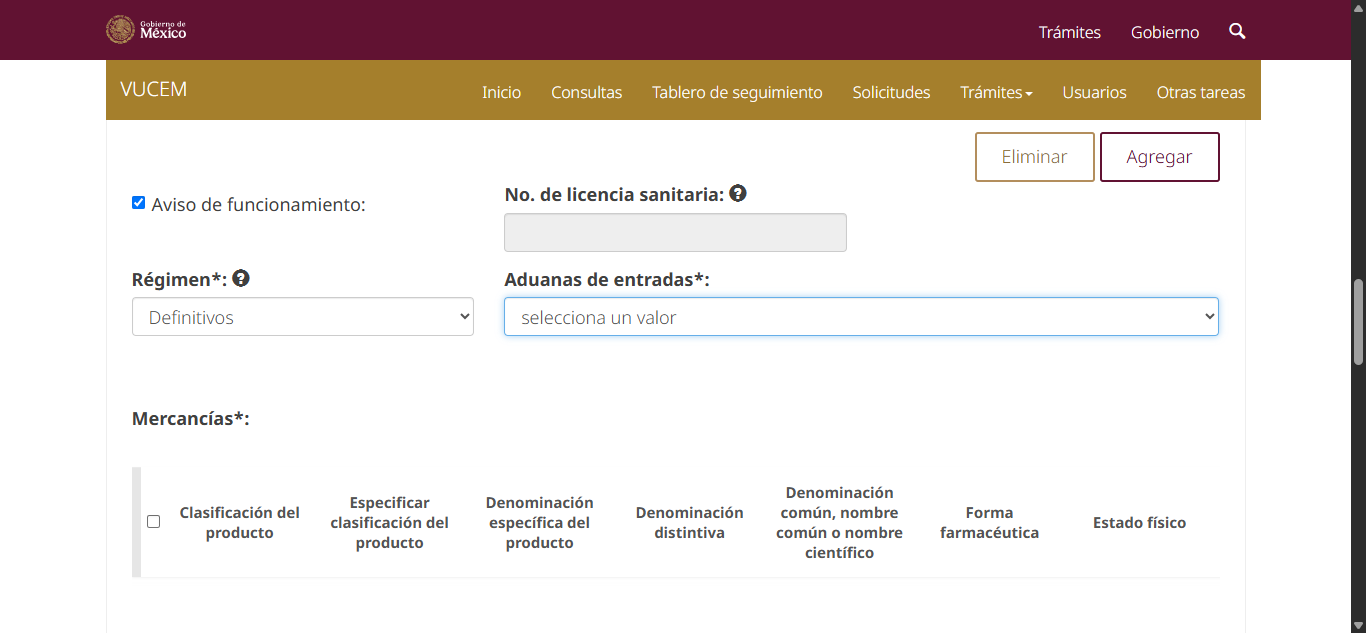 Gobierno de
México
Trámites
Gobierno
VUCEM
Inicio
Consultas
Tablero de seguimiento
Solicitudes
Trámites
Usuarios
Otras tareas
Eliminar
Agregar
Aviso de funcionamiento:
No. de licencia sanitaria:
Régimen*:
Definitivos
Aduanas de entradas*:
selecciona un valor
Mercancías*:
Clasificación del
producto
Especificar
clasificación del
producto
Denominación
específica del
producto
Denominación
distintiva
Denominación
común, nombre
común o nombre
científico
Forma
farmacéutica
Estado físico